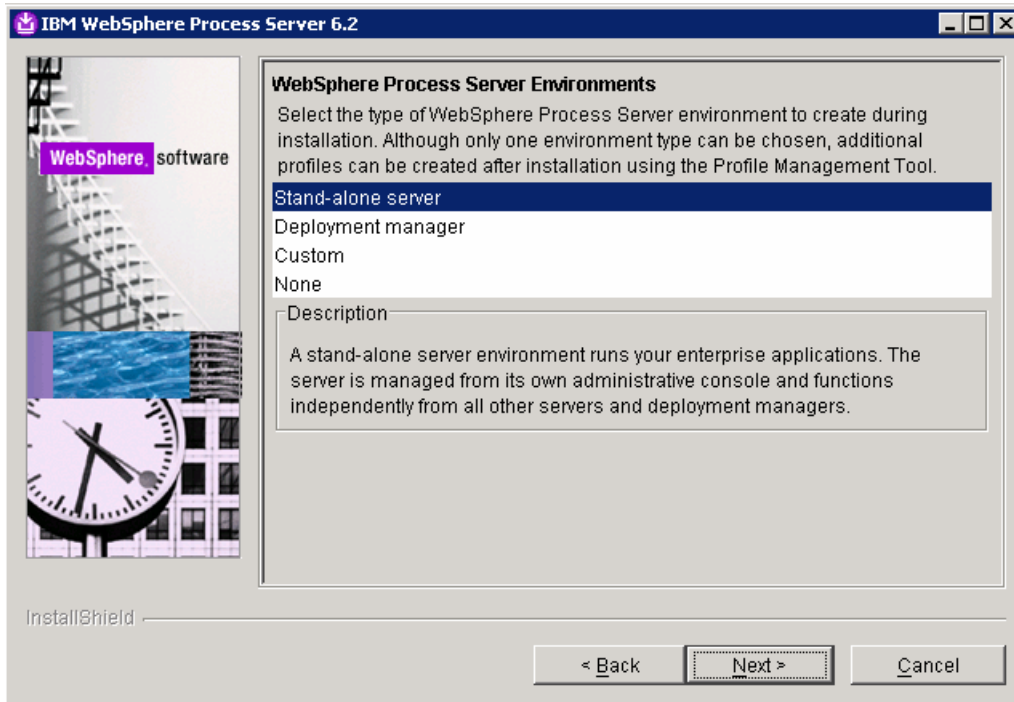 IBM WebSphere Process Server 6.2
WebSphere. software
WebSphere Process Server Environments
Select the type of WebSphere Process Server environment to create during
installation. Although only one environment type can be chosen, additional
profiles can be created after installation using the Profile Management Tool.
Stand-alone server
Deployment manager
Custom
None
Description
A stand-alone server environment runs your enterprise applications. The
server is managed from its own administrative console and functions
independently from all other servers and deployment managers.
InstallShield
< Back
Next >
Cancel